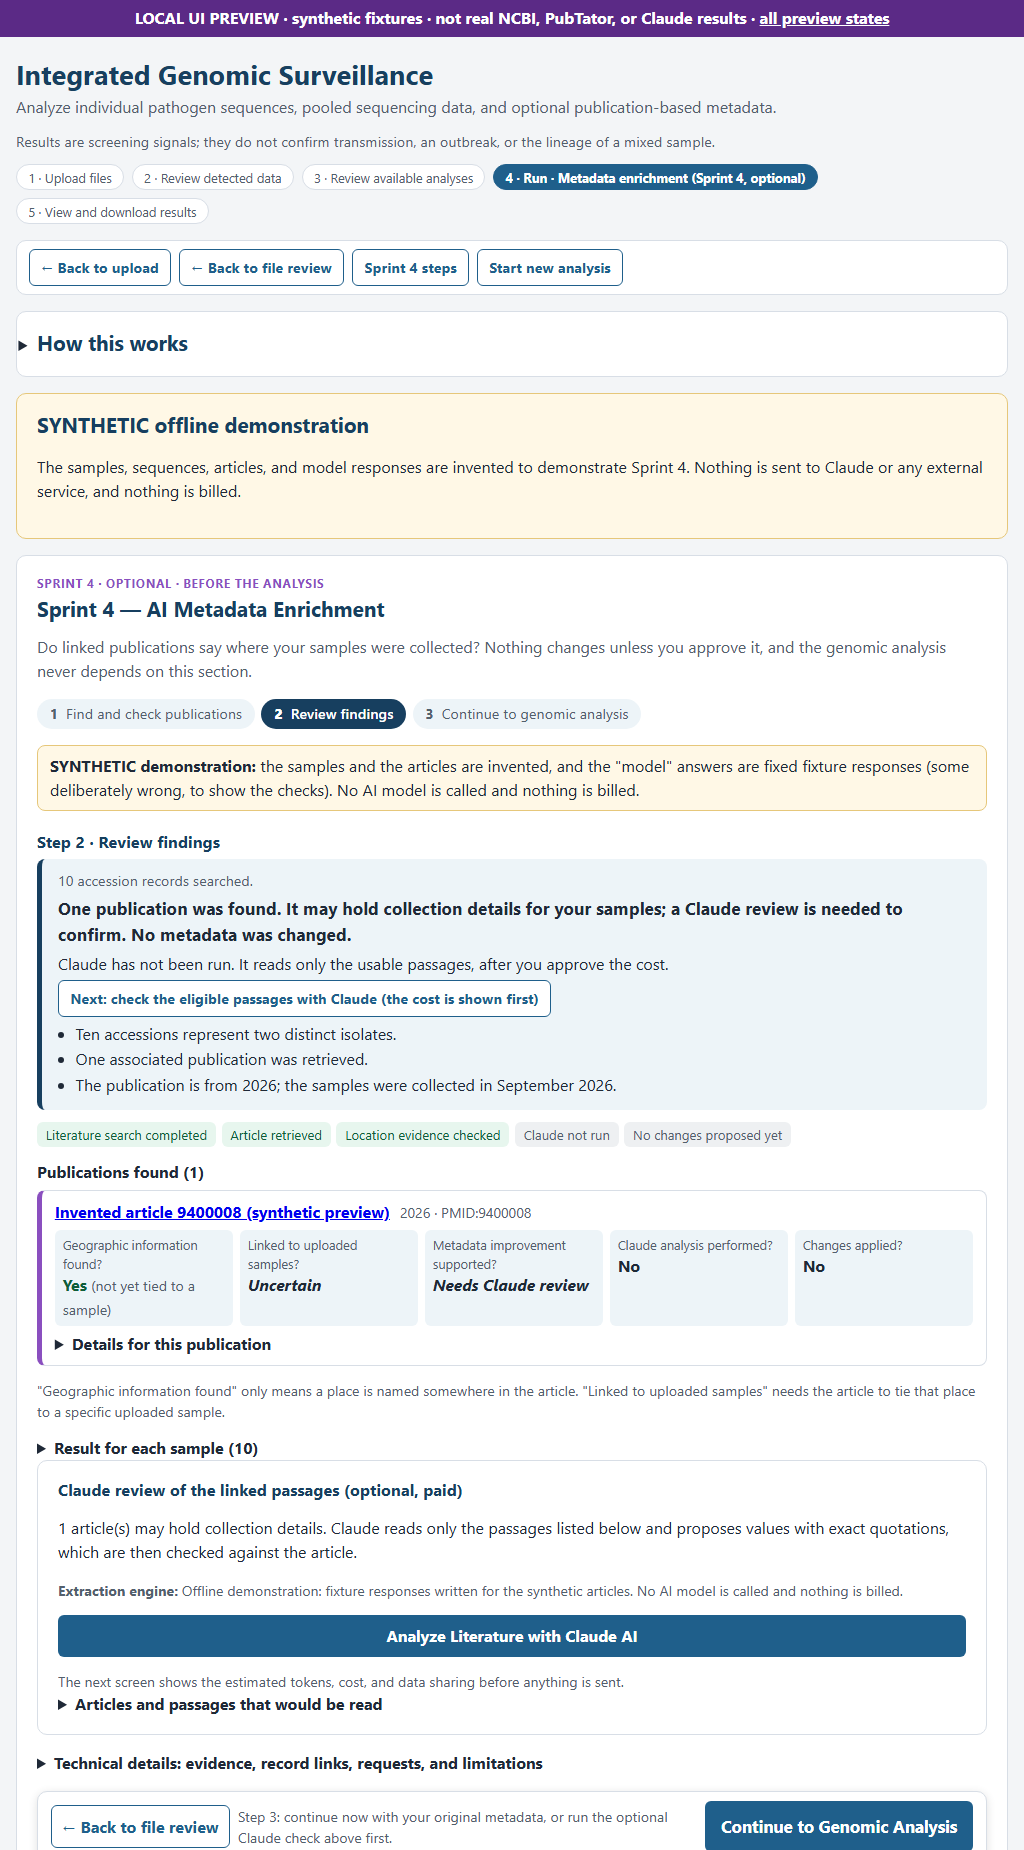 LOCAL UI PREVIEW · synthetic fixtures · not real NCBI, PubTator, or Claude results · all preview states
Integrated Genomic Surveillance
Analyze individual pathogen sequences, pooled sequencing data, and optional publication-based metadata.
Results are screening signals; they do not confirm transmission, an outbreak, or the lineage of a mixed sample.
1 · Upload files
2 · Review detected data
3 · Review available analyses
4 · Run · Metadata enrichment (Sprint 4, optional)
5 · View and download results
← Back to upload
← Back to file review
Sprint 4 steps
Start new analysis
▶ How this works
SYNTHETIC offline demonstration
The samples, sequences, articles, and model responses are invented to demonstrate Sprint 4. Nothing is sent to Claude or any external
service, and nothing is billed.
SPRINT 4 · OPTIONAL · BEFORE THE ANALYSIS
Sprint 4 — AI Metadata Enrichment
Do linked publications say where your samples were collected? Nothing changes unless you approve it, and the genomic analysis
never depends on this section.
1 Find and check publications
2 Review findings
3 Continue to genomic analysis
SYNTHETIC demonstration: the samples and the articles are invented, and the "model" answers are fixed fixture responses (some
deliberately wrong, to show the checks). No AI model is called and nothing is billed.
Step 2 · Review findings
10 accession records searched.
One publication was found. It may hold collection details for your samples; a Claude review is needed to
confirm. No metadata was changed.
Claude has not been run. It reads only the usable passages, after you approve the cost.
Next: check the eligible passages with Claude (the cost is shown first)
• Ten accessions represent two distinct isolates.
• One associated publication was retrieved.
• The publication is from 2026; the samples were collected in September 2026.
Literature search completed
Article retrieved
Location evidence checked
Claude not run
No changes proposed yet
Publications found (1)
Invented article 9400008 (synthetic preview) 2026 · PMID:9400008
Geographic information
found?
Yes (not yet tied to a
sample)
Linked to uploaded
samples?
Uncertain
Metadata improvement
supported?
Needs Claude review
Claude analysis performed?
No
Changes applied?
No
▶ Details for this publication
"Geographic information found" only means a place is named somewhere in the article. "Linked to uploaded samples" needs the article to tie that place
to a specific uploaded sample.
▶ Result for each sample (10)
Claude review of the linked passages (optional, paid)
1 article(s) may hold collection details. Claude reads only the passages listed below and proposes values with exact quotations,
which are then checked against the article.
Extraction engine: Offline demonstration: fixture responses written for the synthetic articles. No AI model is called and nothing is billed.
Analyze Literature with Claude AI
The next screen shows the estimated tokens, cost, and data sharing before anything is sent.
▶ Articles and passages that would be read
▶ Technical details: evidence, record links, requests, and limitations
← Back to file review
Step 3: continue now with your original metadata, or run the optional
Claude check above first.
Continue to Genomic Analysis